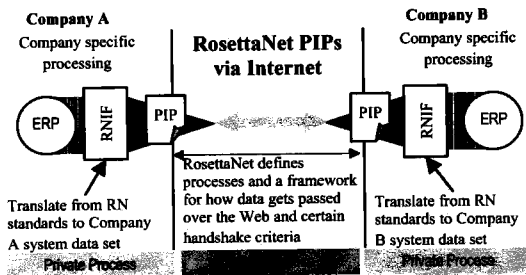 Company A
Company specific
processing
RosettaNet PIPs
via Internet
Company B
Company specific
processing
ERP
RNIF
PIP
PIP
RNIF
ERP
RosettaNet defines
processes and a framework
for how data gets passed
over the Web and certain
handshake criteria
Translate from RN
standards to Company
A system data set
Translate from RN
standards to Company
B system data set
Private Process
Private Process